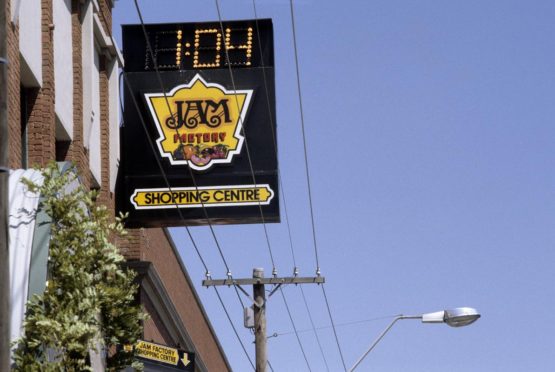 1:04
JAM
FACTORY
SHOPPING CENTRE
JAM FACTORY
SHOPPING CENTRE